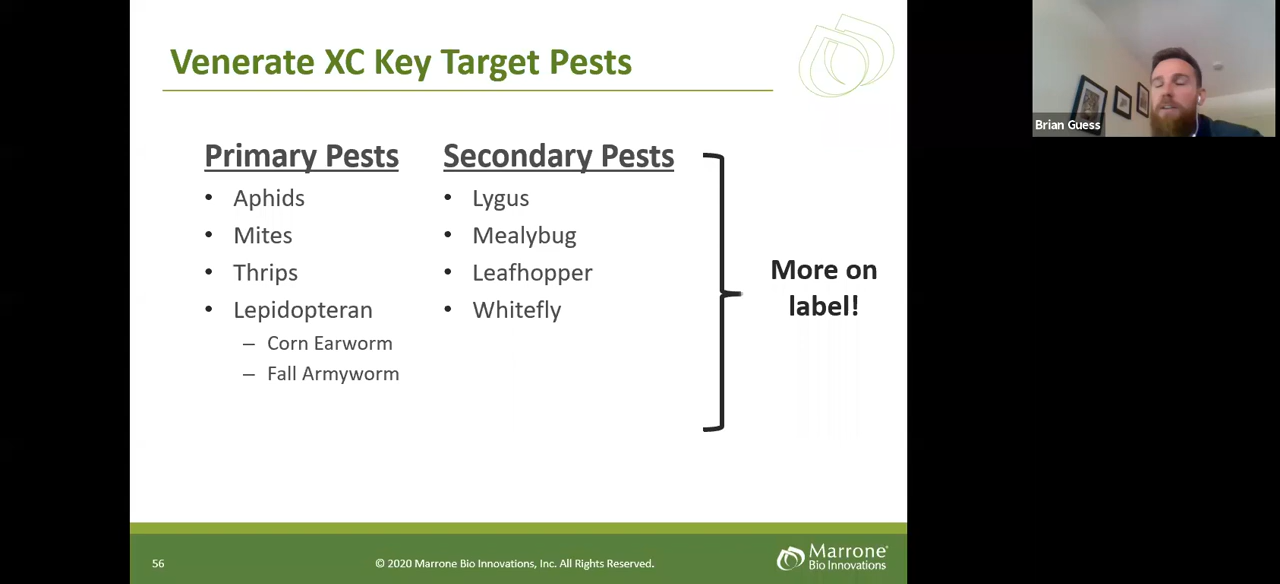 Venerate XC Key Target Pests
Primary Pests
• Aphids
• Mites
• Thrips
• Lepidopteran
– Corn Earworm
– Fall Armyworm
Secondary Pests
• Lygus
• Mealybug
• Leafhopper
• Whitefly
More on
label!
56
© 2020 Marrone Bio Innovations, Inc. All Rights Reserved.
Marrone®
Bio Innovations
Brian Guess